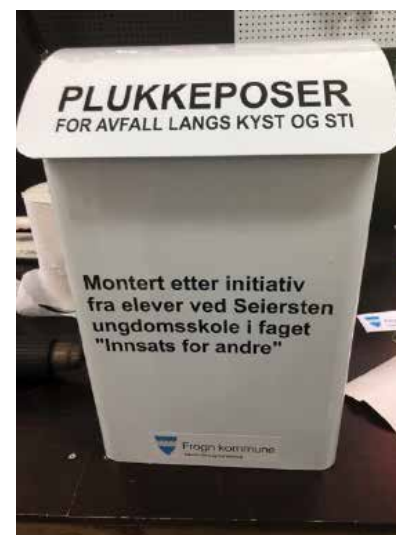 PLUKKEPOSER
FOR AVFALL LANGS KYST OG STI
Montert etter initiativ
fra elever ved Seiersten
ungdomsskole i faget
"Innsats for andre"
Frogn kommune